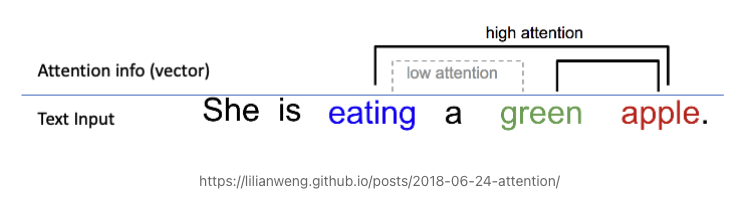 high attention
Attention info (vector)
low attention
Text Input
She is eating a green apple.
https://lilianweng.github.io/posts/2018-06-24-attention/